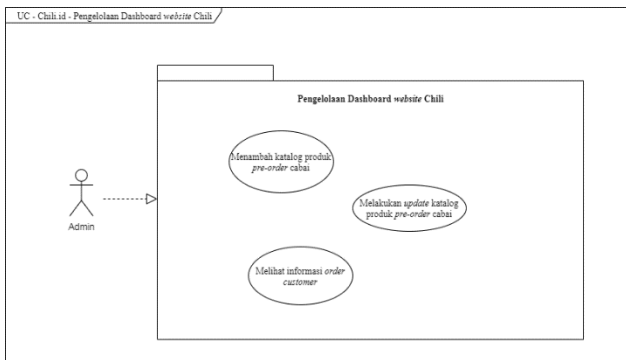 UC - Chili.id - Pengelolaan Dashboard website Chili
Pengelolaan Dashboard website Chili
Menambah katalog produk
pre-order cabai
Melakukan update katalog
produk pre-order cabai
Admin
Melihat informasi order
customer